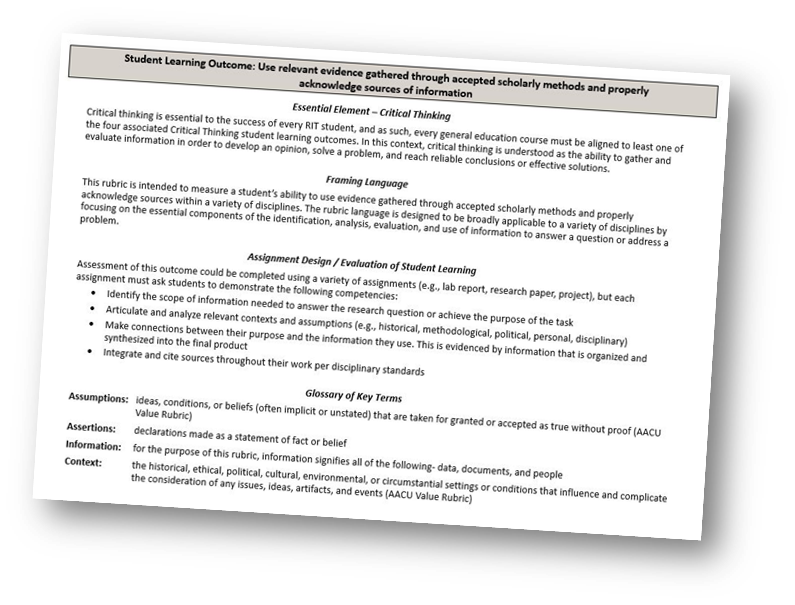 Student Learning Outcome: Use relevant evidence gathered through accepted scholarly methods and properly
acknowledge sources of information
Essential Element – Critical Thinking
Critical thinking is essential to the success of every RIT student, and as such, every general education course must be aligned to least one of
the four associated Critical Thinking student learning outcomes. In this context, critical thinking is understood as the ability to gather and
evaluate information in order to develop an opinion, solve a problem, and reach reliable conclusions or effective solutions.
Framing Language
This rubric is intended to measure a student's ability to use evidence gathered through accepted scholarly methods and properly
acknowledge sources within a variety of disciplines. The rubric language is designed to be broadly applicable to a variety of disciplines by
focusing on the essential components of the identification, analysis, evaluation, and use of information to answer a question or address a
problem.
Assignment Design / Evaluation of Student Learning
Assessment of this outcome could be completed using a variety of assignments (e.g., lab report, research paper, project), but each
assignment must ask students to demonstrate the following competencies:
• Identify the scope of information needed to answer the research question or achieve the purpose of the task
• Articulate and analyze relevant contexts and assumptions (e.g., historical, methodological, political, personal, disciplinary)
• Make connections between their purpose and the information they use. This is evidenced by information that is organized and
synthesized into the final product
• Integrate and cite sources throughout their work per disciplinary standards
Glossary of Key Terms
Assumptions: ideas, conditions, or beliefs (often implicit or unstated) that are taken for granted or accepted as true without proof (AACU
Value Rubric)
Assertions: declarations made as a statement of fact or belief
Information: for the purpose of this rubric, information signifies all of the following- data, documents, and people
Context: the historical, ethical, political, cultural, environmental, or circumstantial settings or conditions that influence and complicate
the consideration of any issues, ideas, artifacts, and events (AACU Value Rubric)